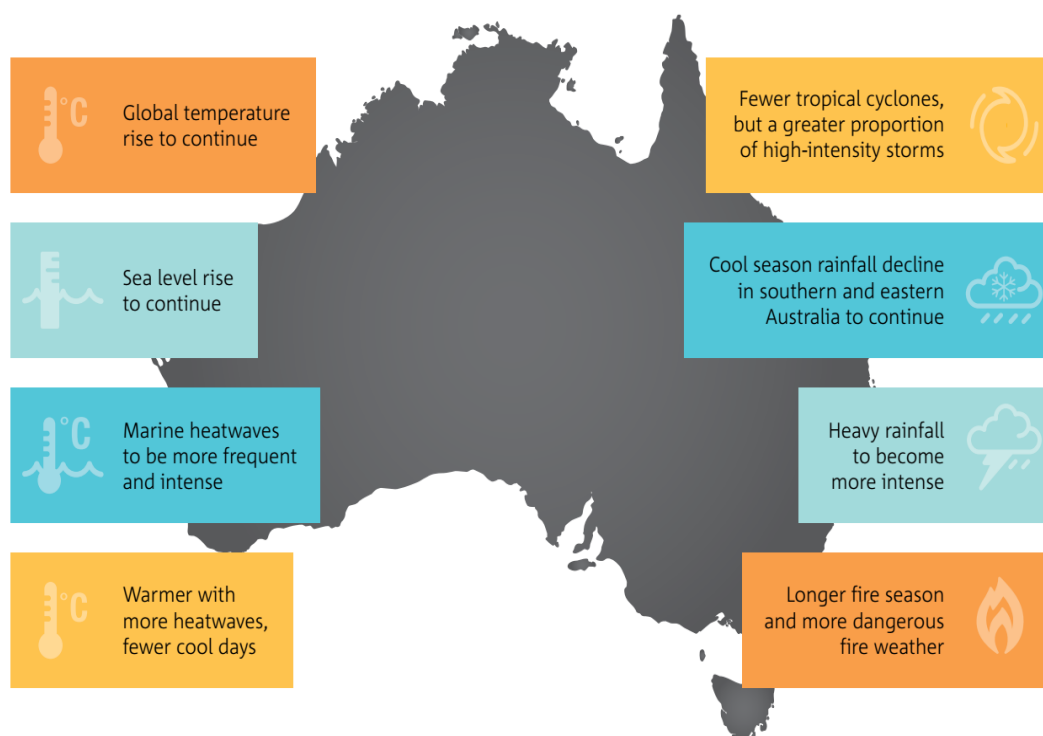 °C
Global temperature
rise to continue
Sea level rise
to continue
°C
Marine heatwaves
to be more frequent
and intense
°C
Warmer with
more heatwaves,
fewer cool days
Fewer tropical cyclones,
but a greater proportion
of high-intensity storms
Cool season rainfall decline
in southern and eastern
Australia to continue
Heavy rainfall
to become
more intense
Longer fire season
and more dangerous
fire weather